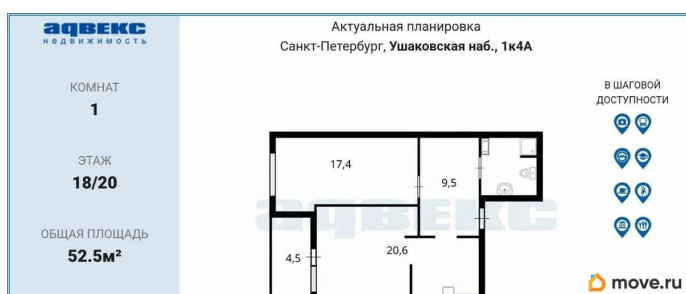 адвекс
недвижимость
КОМНАТ
1
ЭТАЖ
18/20
ОБЩАЯ ПЛОЩАДЬ
52.5м²
Актуальная планировка
Санкт-Петербург, Ушаковская наб., 1к4А
В ШАГОВОЙ
ДОСТУПНОСТИ
17,4
9,5
адвекс
4,5
20,6
move.ru